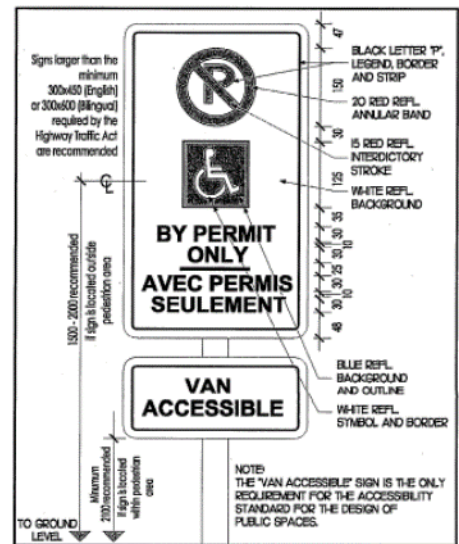 Signs larger than the
minimum
300x450 (English)
or 300x600 (Bilingual)
required by the
Highway Traffic Act
are recommended
47
150
30
125
35
30
10
30
25
30
10
30
48
BLACK LETTER "P",
LEGEND, BORDER
AND STRIP
20 RED REFL.
ANNULAR BAND
15 RED REFL.
INTERDICTORY
STROKE
WHITE REFL.
BACKGROUND
P
CL
BY PERMIT
ONLY
AVEC PERMIS
SEULEMENT
1500 - 2000 recommended
if sign is located outside
pedestrian area
BLUE REFL.
BACKGROUND
AND OUTLINE
WHITE REFL.
SYMBOL AND BORDER
VAN
ACCESSIBLE
Minimum
2100 recommended
if sign is located
within pedestrian
area
NOTE:
THE "VAN ACCESSIBLE" SIGN IS THE ONLY
REQUIREMENT FOR THE ACCESSIBILITY
STANDARD FOR THE DESIGN OF
PUBLIC SPACES.
TO GROUND
LEVEL